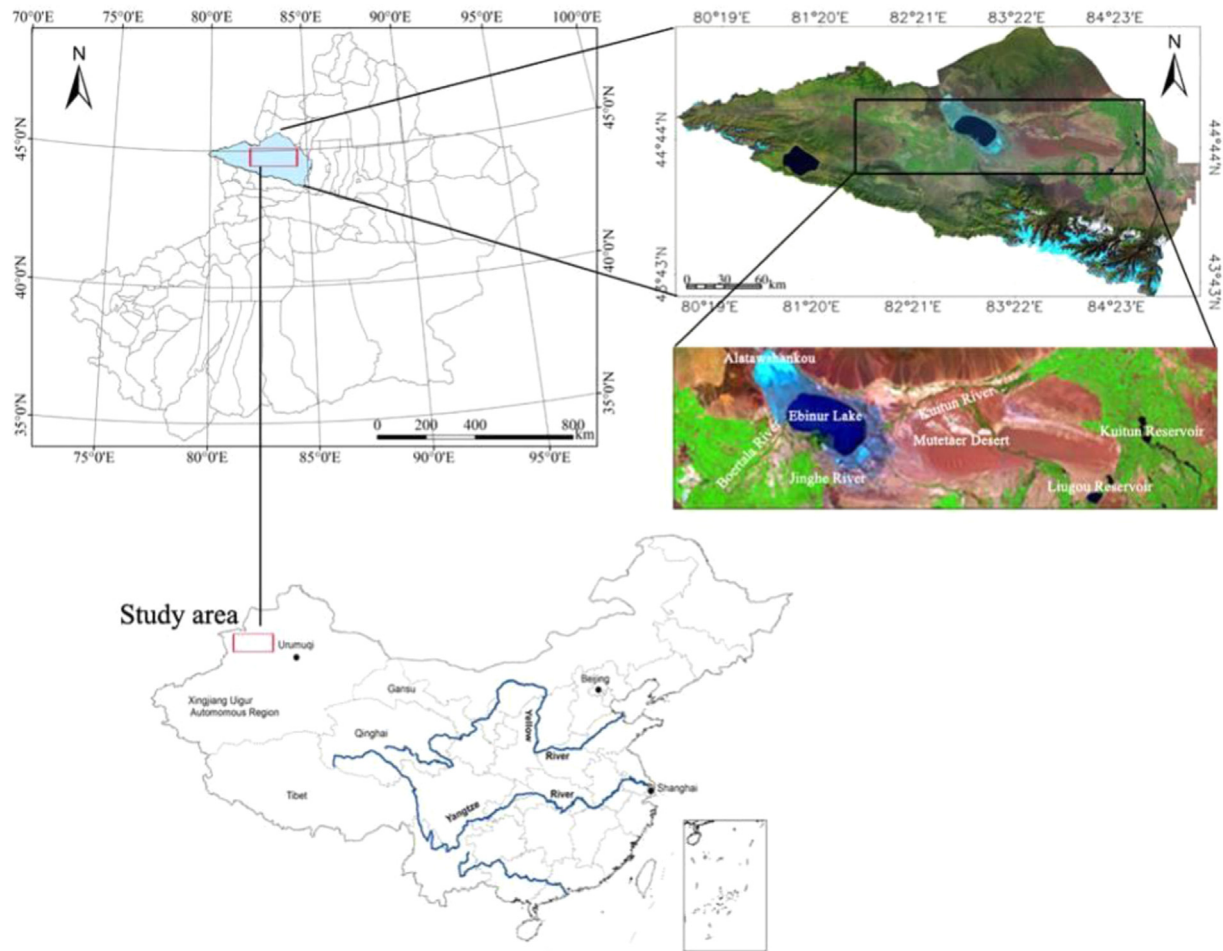 70°0'E 75°0'E 80°0'E 85°0'E 90°0'E 95°0'E 100°0'E
N
45°0'N
45°0'N
40°0'N
40°0'N
35°0'N
35°0'N
0 200 400 800
km
75°0'E 80°0'E 85°0'E 90°0'E 95°0'E
80°19'E 81°20'E 82°21'E 83°22'E 84°23'E
N
44°44'N
44°44'N
43°43'N
43°43'N
0 30 60
km
80°19'E 81°20'E 82°21'E 83°22'E 84°23'E
Alatawshankou
Ebinur Lake
Kuitun River
Boertala River
Mutetaer Desert
Kuitun Reservoir
Jinghe River
Liugou Reservoir
Study area
Urumuqi
Xingjiang Uigur
Automomous Region
Gansu
Qinghai
Tibet
Beijing
Yellow
River
Yangtze
River
Shanghai